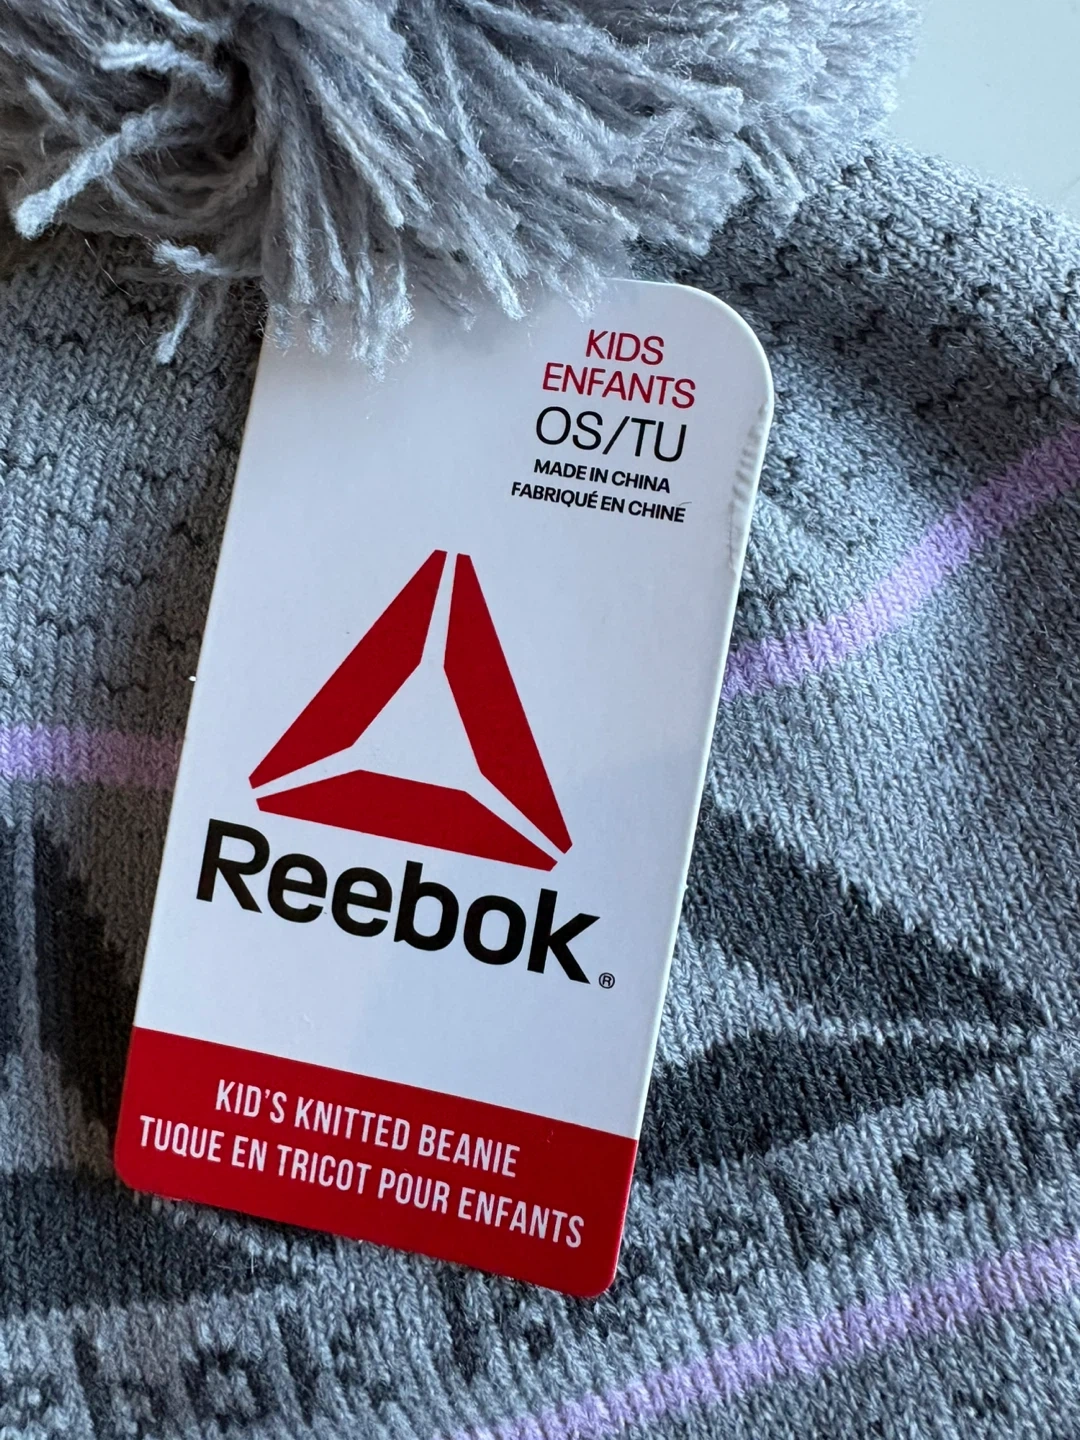 KIDS
ENFANTS
OS/TU
MADE IN CHINA
FABRIQUÉ EN CHINE
Reebok®
KID'S KNITTED BEANIE
TUQUE EN TRICOT POUR ENFANTS